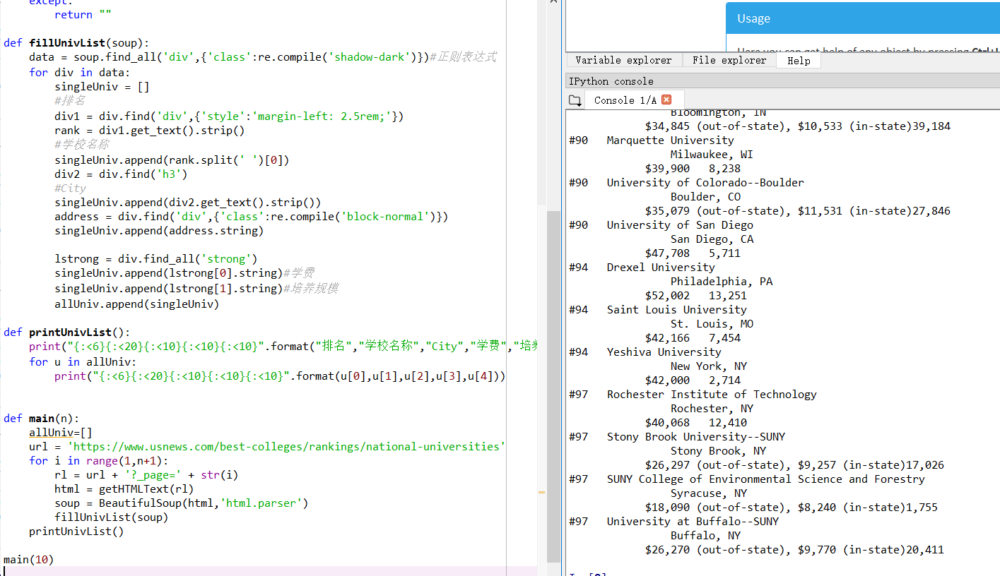 except:
return ""
def fillUnivList(soup):
data = soup.find_all('div',{'class':re.compile('shadow-dark')})#正则表达式
for div in data:
singleUniv = []
#排名
div1 = div.find('div',{'style':'margin-left: 2.5rem;'})
rank = div1.get_text().strip()
#学校名称
singleUniv.append(rank.split(' ')[0])
div2 = div.find('h3')
#City
singleUniv.append(div2.get_text().strip())
address = div.find('div',{'class':re.compile('block-normal')})
singleUniv.append(address.string)
lstrong = div.find_all('strong')
singleUniv.append(lstrong[0].string)#学费
singleUniv.append(lstrong[1].string)#培养规模
allUniv.append(singleUniv)
def printUnivList():
print("{:<6}{:<20}{:<10}{:<10}{:<10}".format("排名","学校名称","City","学费","培养
for u in allUniv:
print("{:<6}{:<20}{:<10}{:<10}{:<10}".format(u[0],u[1],u[2],u[3],u[4]))
def main(n):
allUniv=[]
url = 'https://www.usnews.com/best-colleges/rankings/national-universities'
for i in range(1,n+1):
rl = url + '?_page=' + str(i)
html = getHTMLText(rl)
soup = BeautifulSoup(html,'html.parser')
fillUnivList(soup)
printUnivList()
main(10)
Usage
Here you can get help of any object by pressing Ctrl+I
Variable explorer File explorer Help
IPython console
Console 1/A
Bloomington, IN
$34,845 (out-of-state), $10,533 (in-state)39,184
#90 Marquette University
Milwaukee, WI
$39,900 8,238
#90 University of Colorado--Boulder
Boulder, CO
$35,079 (out-of-state), $11,531 (in-state)27,846
#90 University of San Diego
San Diego, CA
$47,708 5,711
#94 Drexel University
Philadelphia, PA
$52,002 13,251
#94 Saint Louis University
St. Louis, MO
$42,166 7,454
#94 Yeshiva University
New York, NY
$42,000 2,714
#97 Rochester Institute of Technology
Rochester, NY
$40,068 12,410
#97 Stony Brook University--SUNY
Stony Brook, NY
$26,297 (out-of-state), $9,257 (in-state)17,026
#97 SUNY College of Environmental Science and Forestry
Syracuse, NY
$18,090 (out-of-state), $8,240 (in-state)1,755
#97 University at Buffalo--SUNY
Buffalo, NY
$26,270 (out-of-state), $9,770 (in-state)20,411